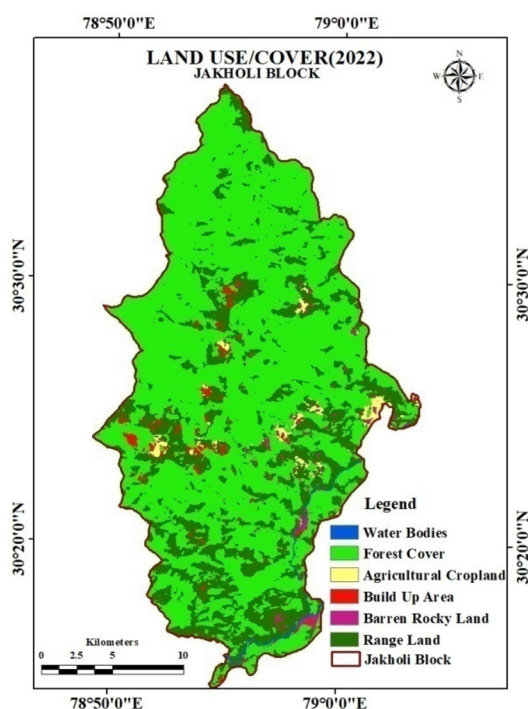 78°50'0"E 79°0'0"E
LAND USE/COVER(2022)
JAKHOLI BLOCK
N
W E
S
30°30'0"N 30°30'0"N
30°20'0"N 30°20'0"N
Legend
Water Bodies
Forest Cover
Agricultural Cropland
Build Up Area
Barren Rocky Land
Range Land
Jakholi Block
Kilometers
0 2.5 5 10
78°50'0"E 79°0'0"E